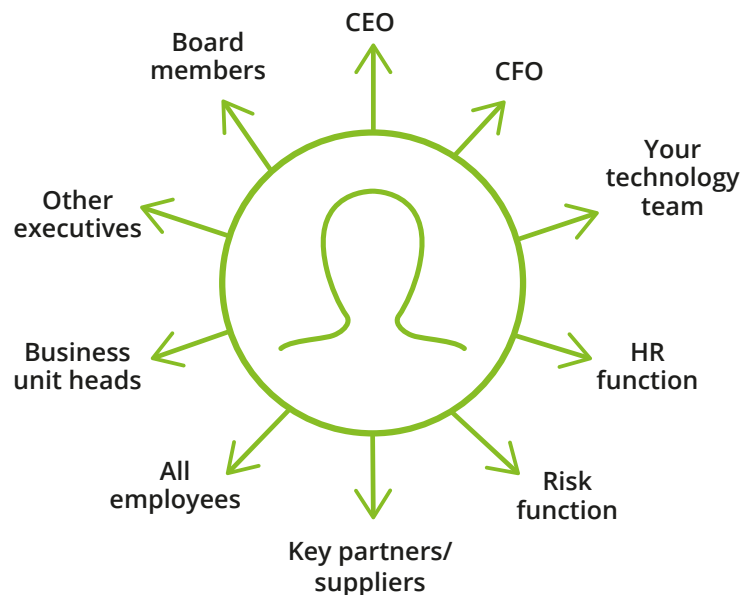 CEO
CFO
Your
technology
team
HR
function
Risk
function
Key partners/
suppliers
All
employees
Business
unit heads
Other
executives
Board
members